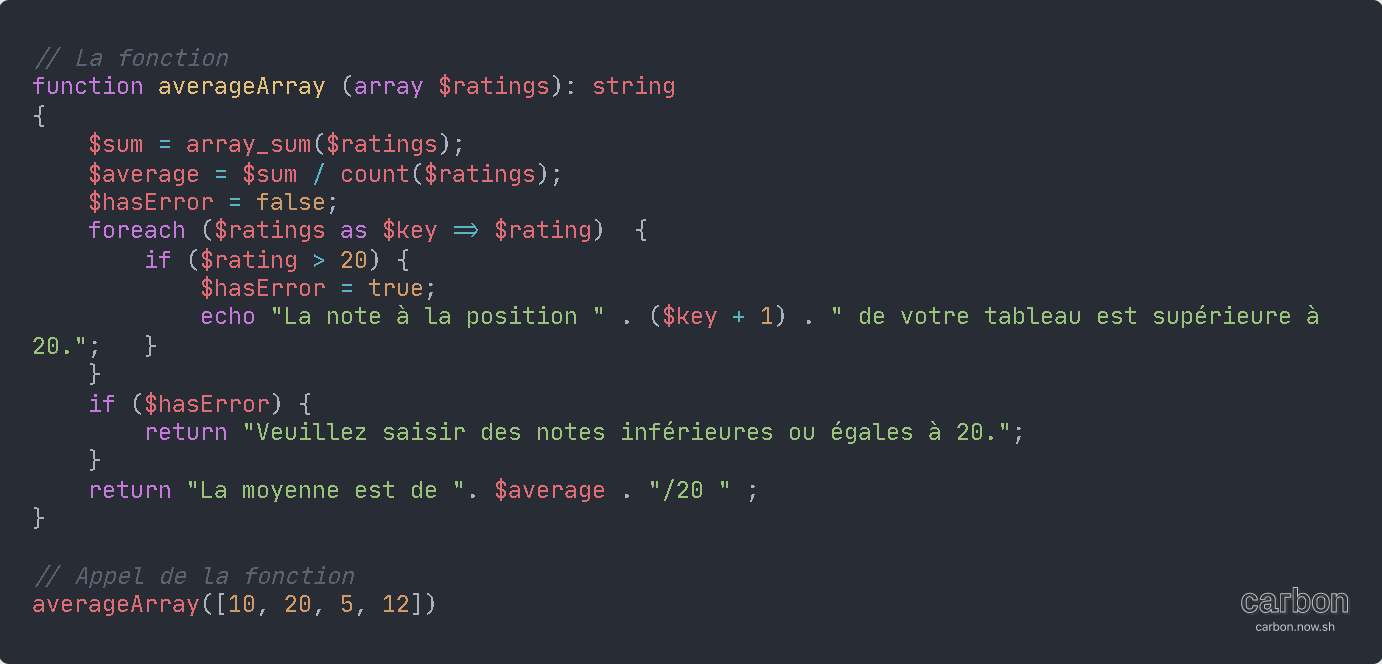 // La fonction
function averageArray (array $ratings): string
{
    $sum = array_sum($ratings);
    $average = $sum / count($ratings);
    $hasError = false;
    foreach ($ratings as $key => $rating)  {
        if ($rating > 20) {
            $hasError = true;
            echo "La note à la position " . ($key + 1) . " de votre tableau est supérieure à
20.";   }
    }
    if ($hasError) {
        return "Veuillez saisir des notes inférieures ou égales à 20.";
    }
    return "La moyenne est de ". $average . "/20 " ;
}
// Appel de la fonction
averageArray([10, 20, 5, 12])
carbon
carbon.now.sh